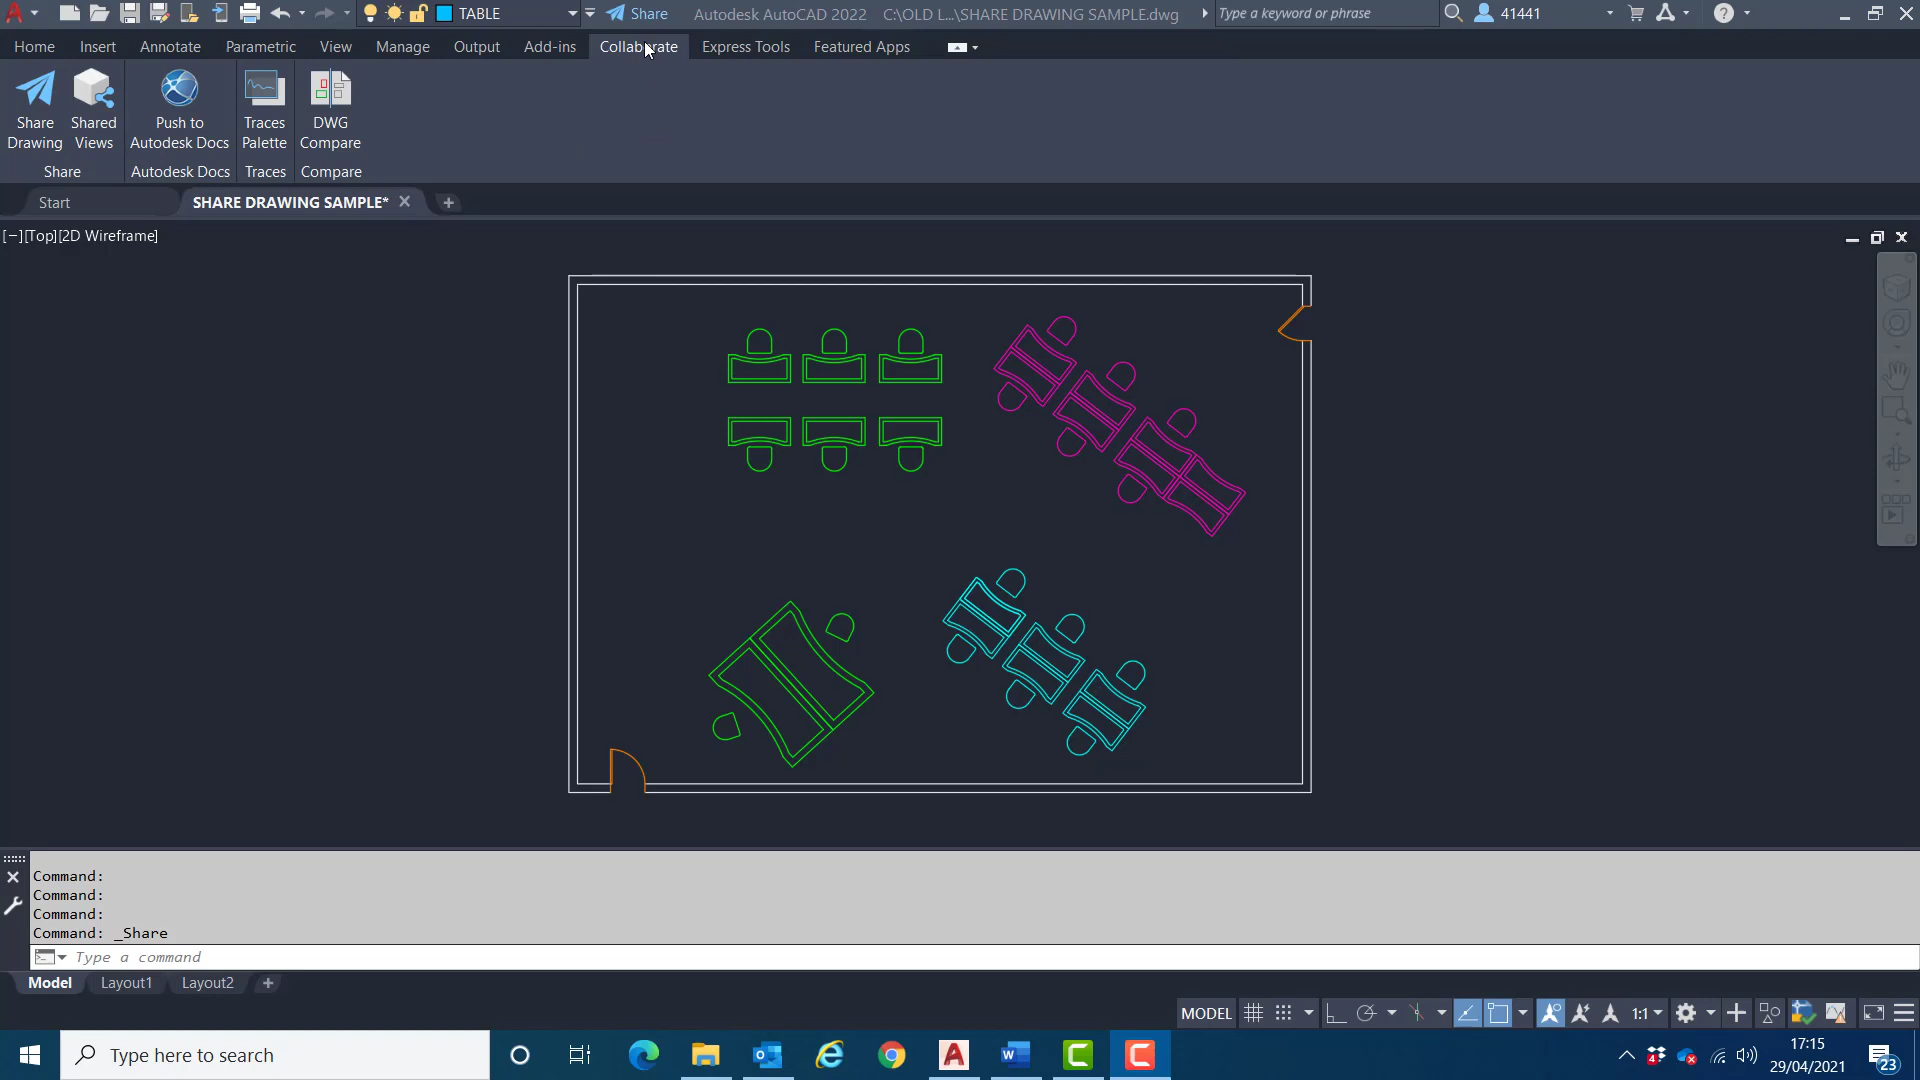 TABLE
Share
Autodesk AutoCAD 2022 C:\OLD L...\SHARE DRAWING SAMPLE.dwg
Type a keyword or phrase
41441
Home Insert Annotate Parametric View Manage Output Add-ins Collaborate Express Tools Featured Apps
Share Drawing
Shared Views
Push to Autodesk Docs
Traces Palette
DWG Compare
Share
Autodesk Docs
Traces
Compare
Start
SHARE DRAWING SAMPLE*
[−][Top][2D Wireframe]
Command:
Command:
Command:
Command: _Share
Type a command
Model Layout1 Layout2
MODEL
1:1
Type here to search
4
17:15
29/04/2021
23